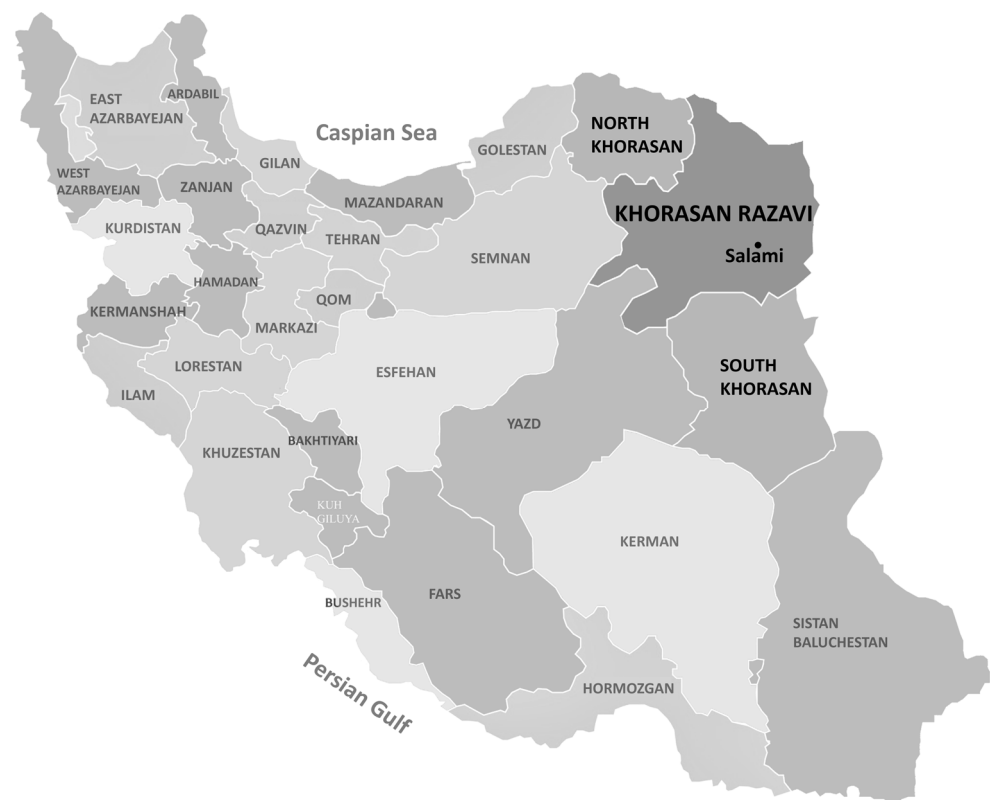 EAST
AZARBAYEJAN
ARDABIL
Caspian Sea
NORTH
KHORASAN
GOLESTAN
GILAN
WEST
AZARBAYEJAN
ZANJAN
MAZANDARAN
KHORASAN RAZAVI
KURDISTAN
QAZVIN
TEHRAN
Salami
SEMNAN
HAMADAN
QOM
KERMANSHAH
MARKAZI
LORESTAN
ESFEHAN
SOUTH
KHORASAN
ILAM
YAZD
BAKHTIYARI
KHUZESTAN
KUH
GILUYA
KERMAN
FARS
BUSHEHR
SISTAN
BALUCHESTAN
Persian Gulf
HORMOZGAN